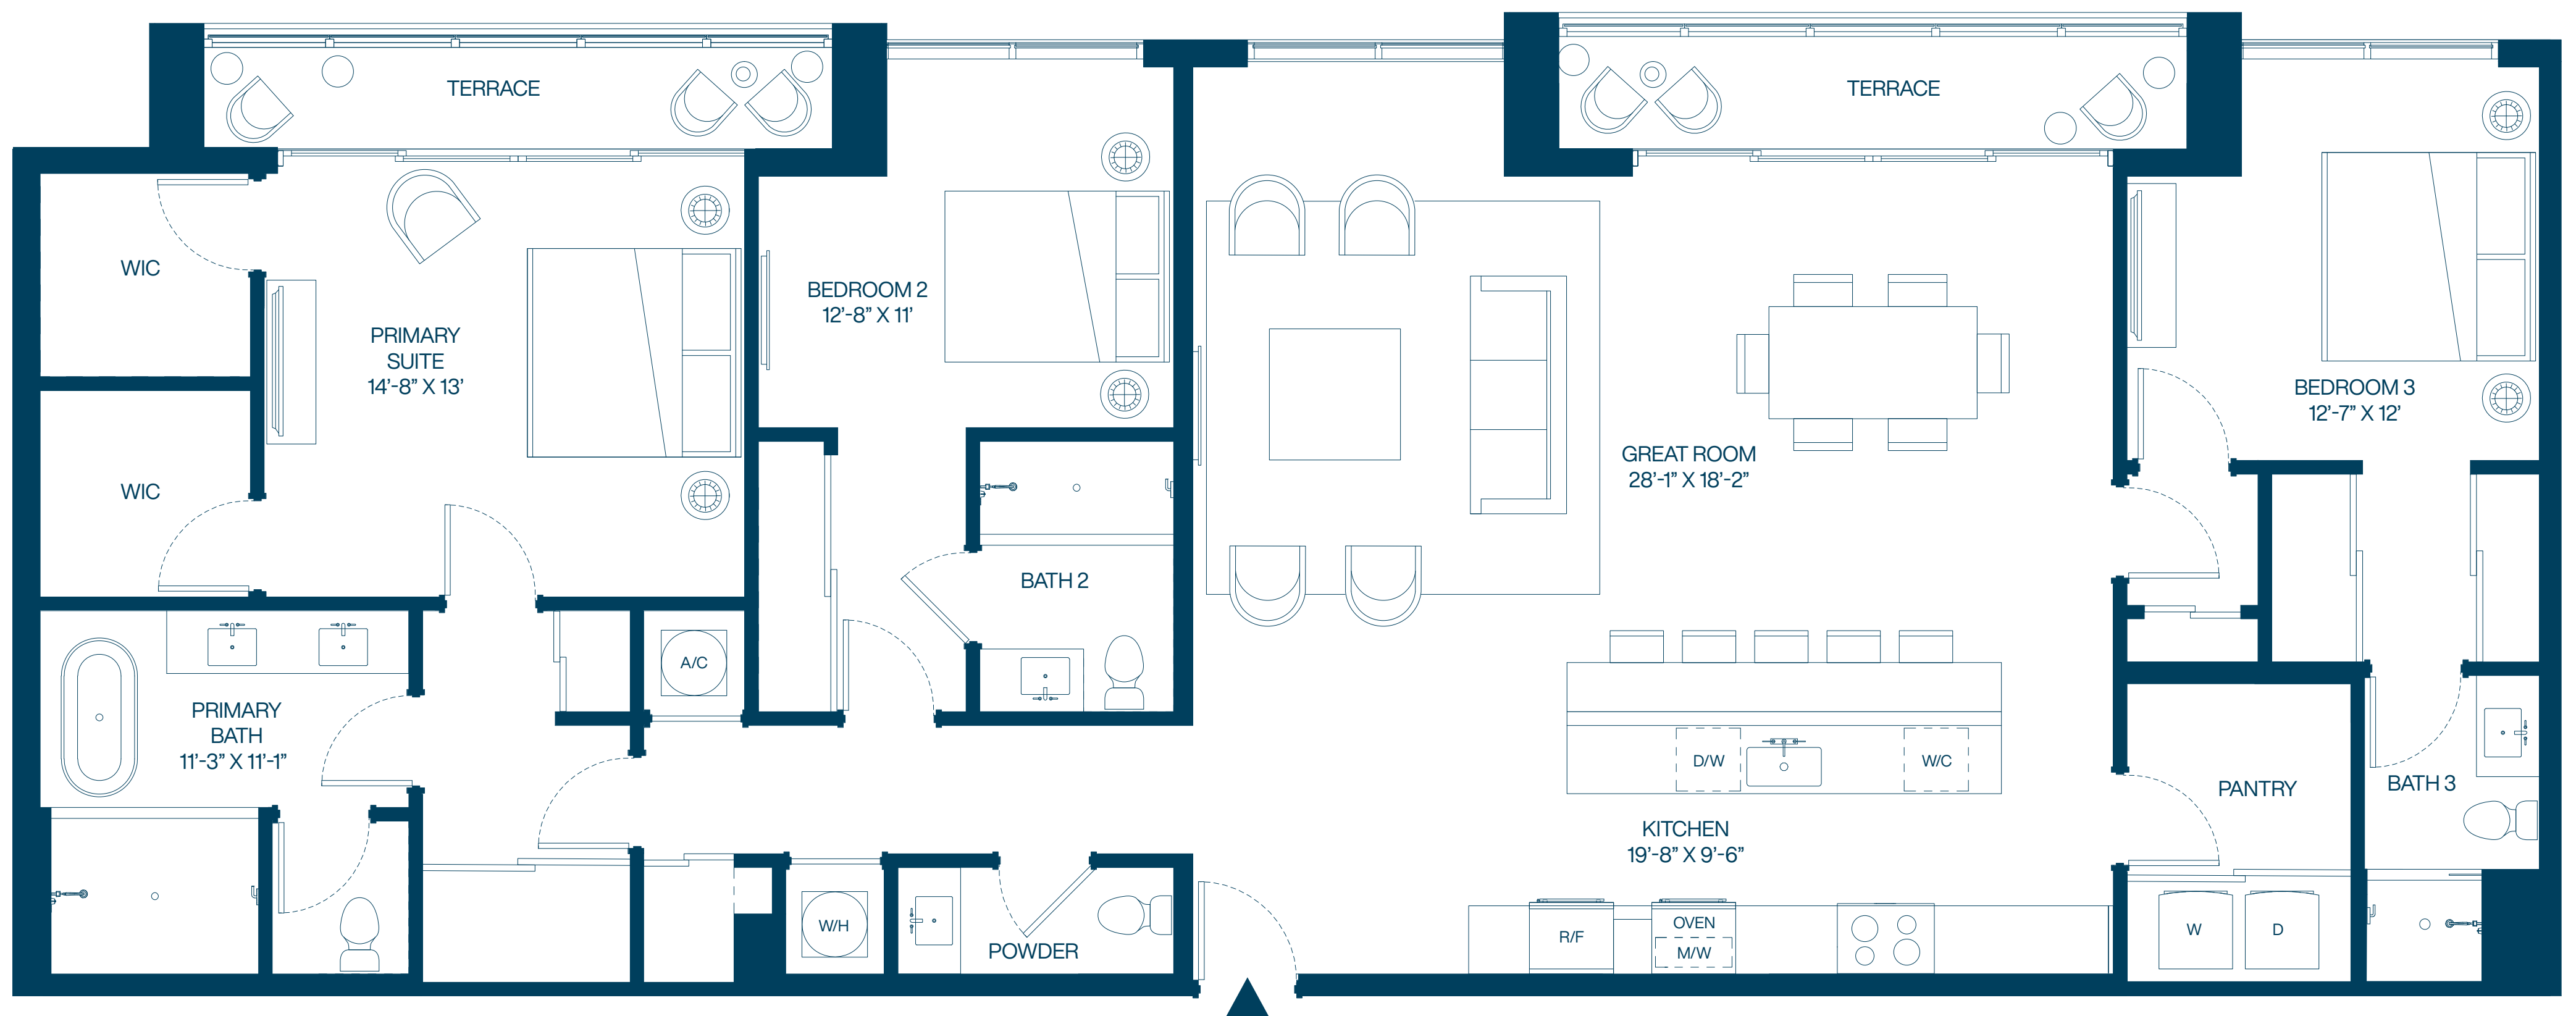 TERRACE
TERRACE
WIC
BEDROOM 2
12'-8" X 11'
PRIMARY
SUITE
14'-8" X 13'
BEDROOM 3
12'-7" X 12'
WIC
GREAT ROOM
28'-1" X 18'-2"
BATH 2
A/C
PRIMARY
BATH
11'-3" X 11'-1"
D/W
W/C
PANTRY
BATH 3
KITCHEN
19'-8" X 9'-6"
W/H
POWDER
R/F
OVEN
M/W
W
D